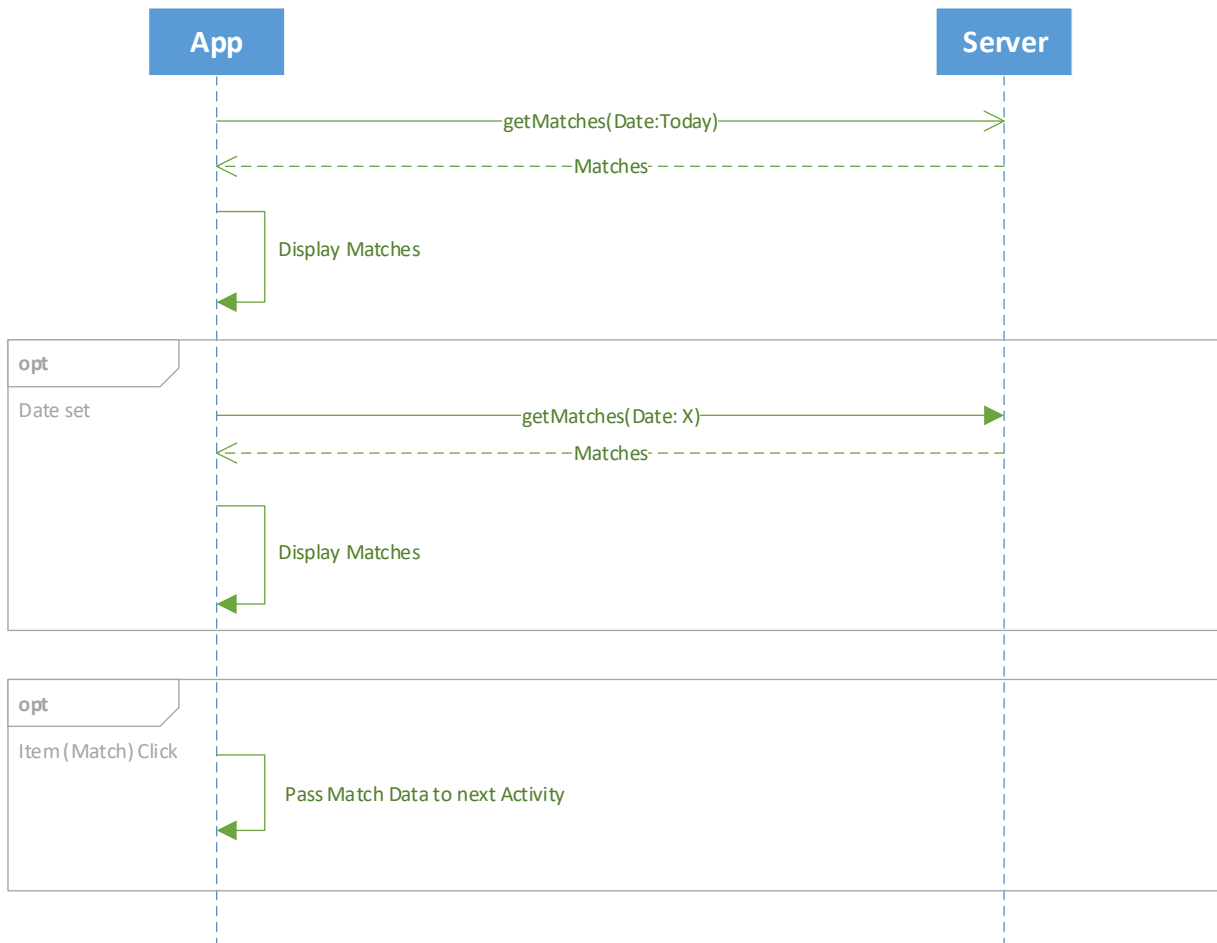 App
Server
getMatches(Date:Today)
Matches
Display Matches
opt
Date set
getMatches(Date: X)
Matches
Display Matches
opt
Item (Match) Click
Pass Match Data to next Activity